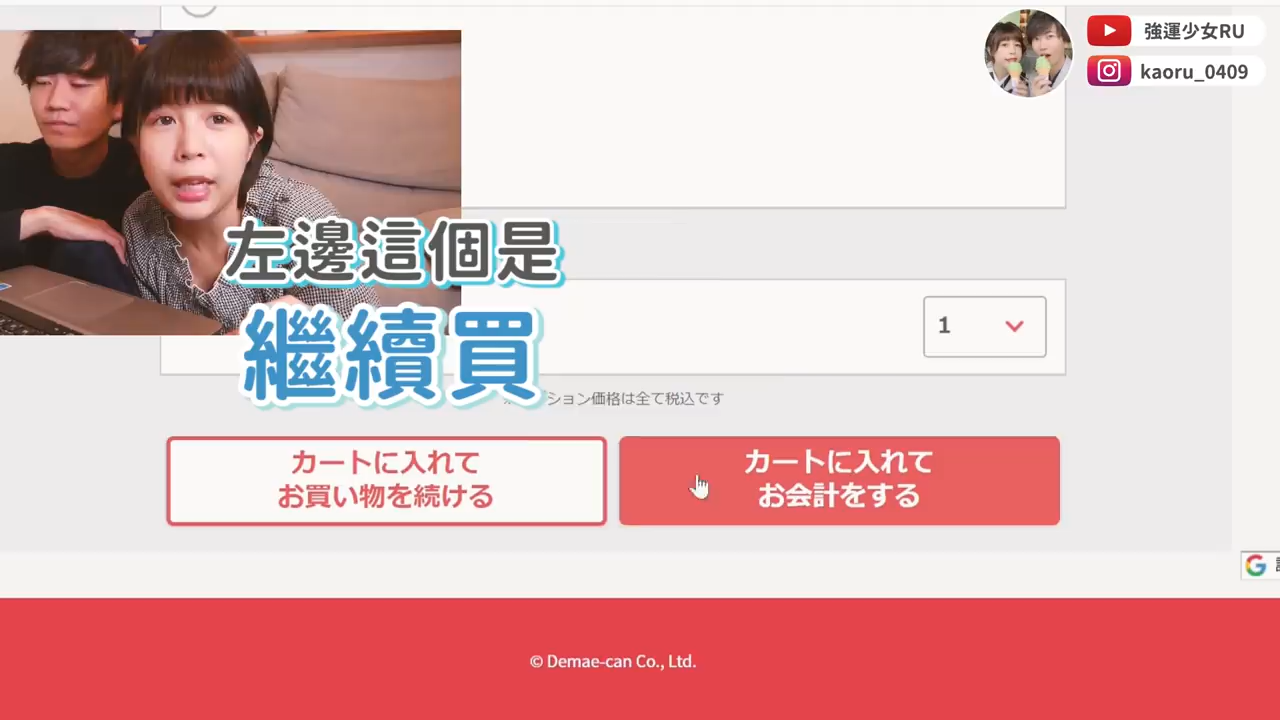 強運少女RU
kaoru_0409
左邊這個是
繼續買
1
ション価格は全て税込です
カートに入れて
お買い物を続ける
カートに入れて
お会計をする
© Demae-can Co., Ltd.